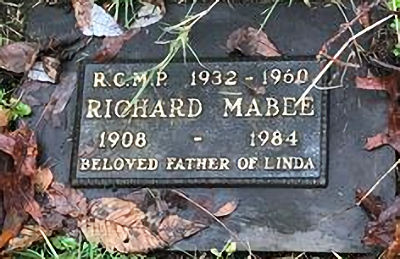 R.C.M.P. 1932 - 1960
RICHARD MABEE
1908 - 1984
BELOVED FATHER OF LINDA